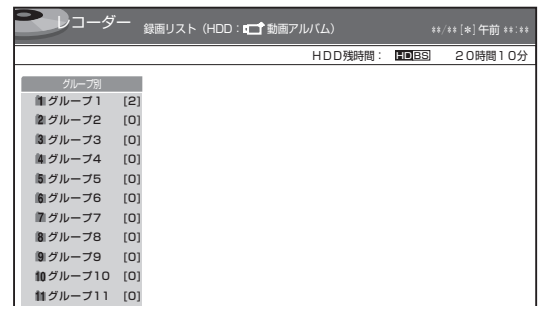 レコーダー 録画リスト（HDD：動画アルバム） **/**[*]午前 **:**
HDD残時間： HD BS 20時間10分
グループ別
1 グループ1 [2]
2 グループ2 [0]
3 グループ3 [0]
4 グループ4 [0]
5 グループ5 [0]
6 グループ6 [0]
7 グループ7 [0]
8 グループ8 [0]
9 グループ9 [0]
10 グループ10 [0]
11 グループ11 [0]